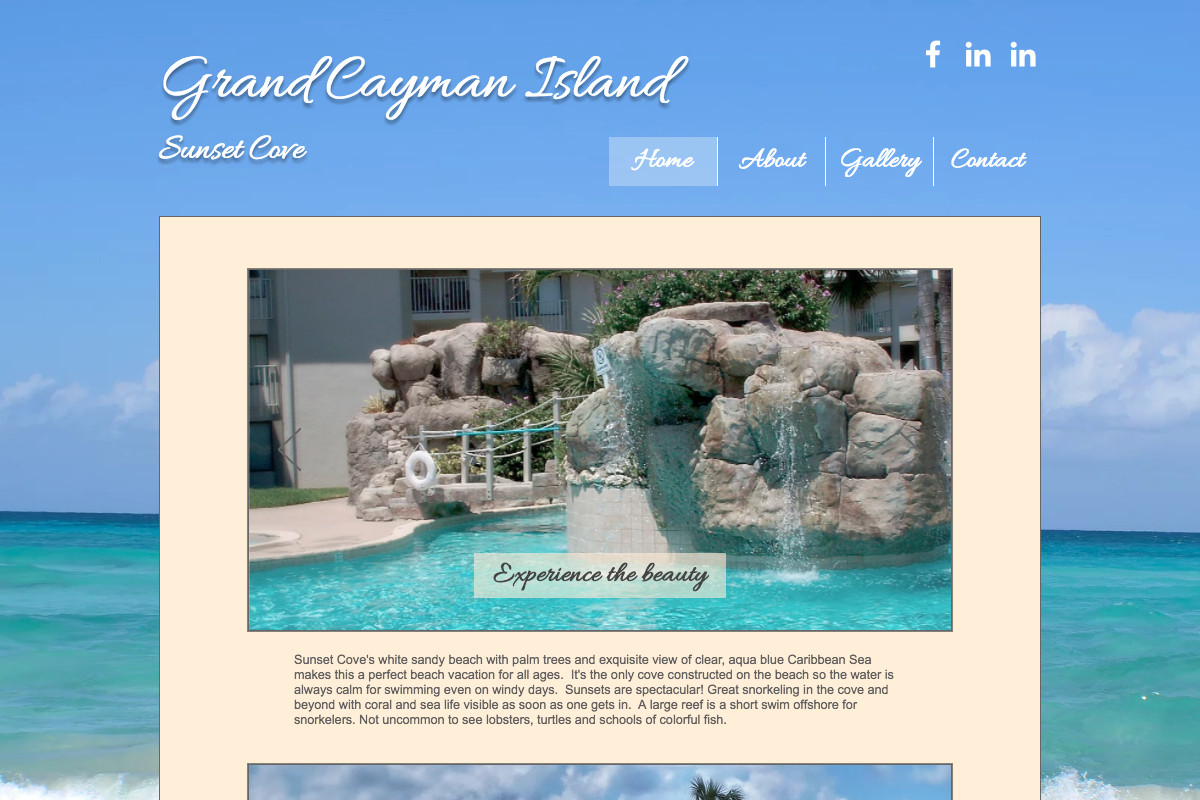 Grand Cayman Island
Sunset Cove
Home
About
Gallery
Contact
Experience the beauty
Sunset Cove's white sandy beach with palm trees and exquisite view of clear, aqua blue Caribbean Sea
makes this a perfect beach vacation for all ages.  It's the only cove constructed on the beach so the water is
always calm for swimming even on windy days.  Sunsets are spectacular! Great snorkeling in the cove and
beyond with coral and sea life visible as soon as one gets in.  A large reef is a short swim offshore for
snorkelers. Not uncommon to see lobsters, turtles and schools of colorful fish.